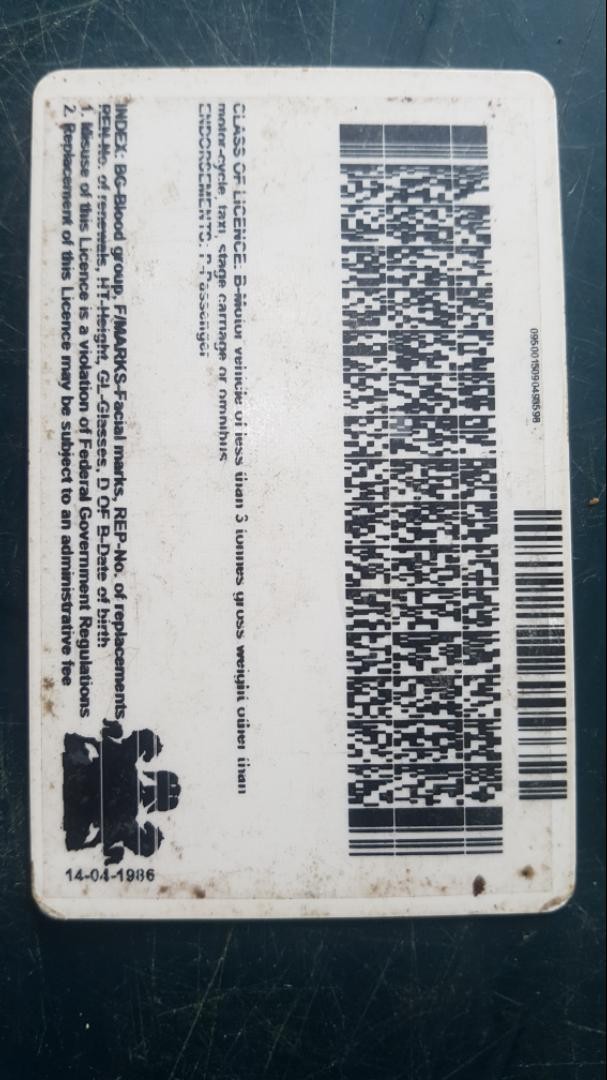 0950015090498598
CLASS OF LICENCE: B-Motor vehicle of less than 3 tonnes gross weight other than
motor-cycle, taxi, stage carriage or omnibus
ENDORSEMENTS: P-Passenger
INDEX: BG-Blood group, F/MARKS-Facial marks, REP-No. of replacements
REN-No. of renewals, HT-Height, GL-Glasses, D OF B-Date of birth
1. Misuse of this Licence is a violation of Federal Government Regulations
2. Replacement of this Licence may be subject to an administrative fee
14-04-1986